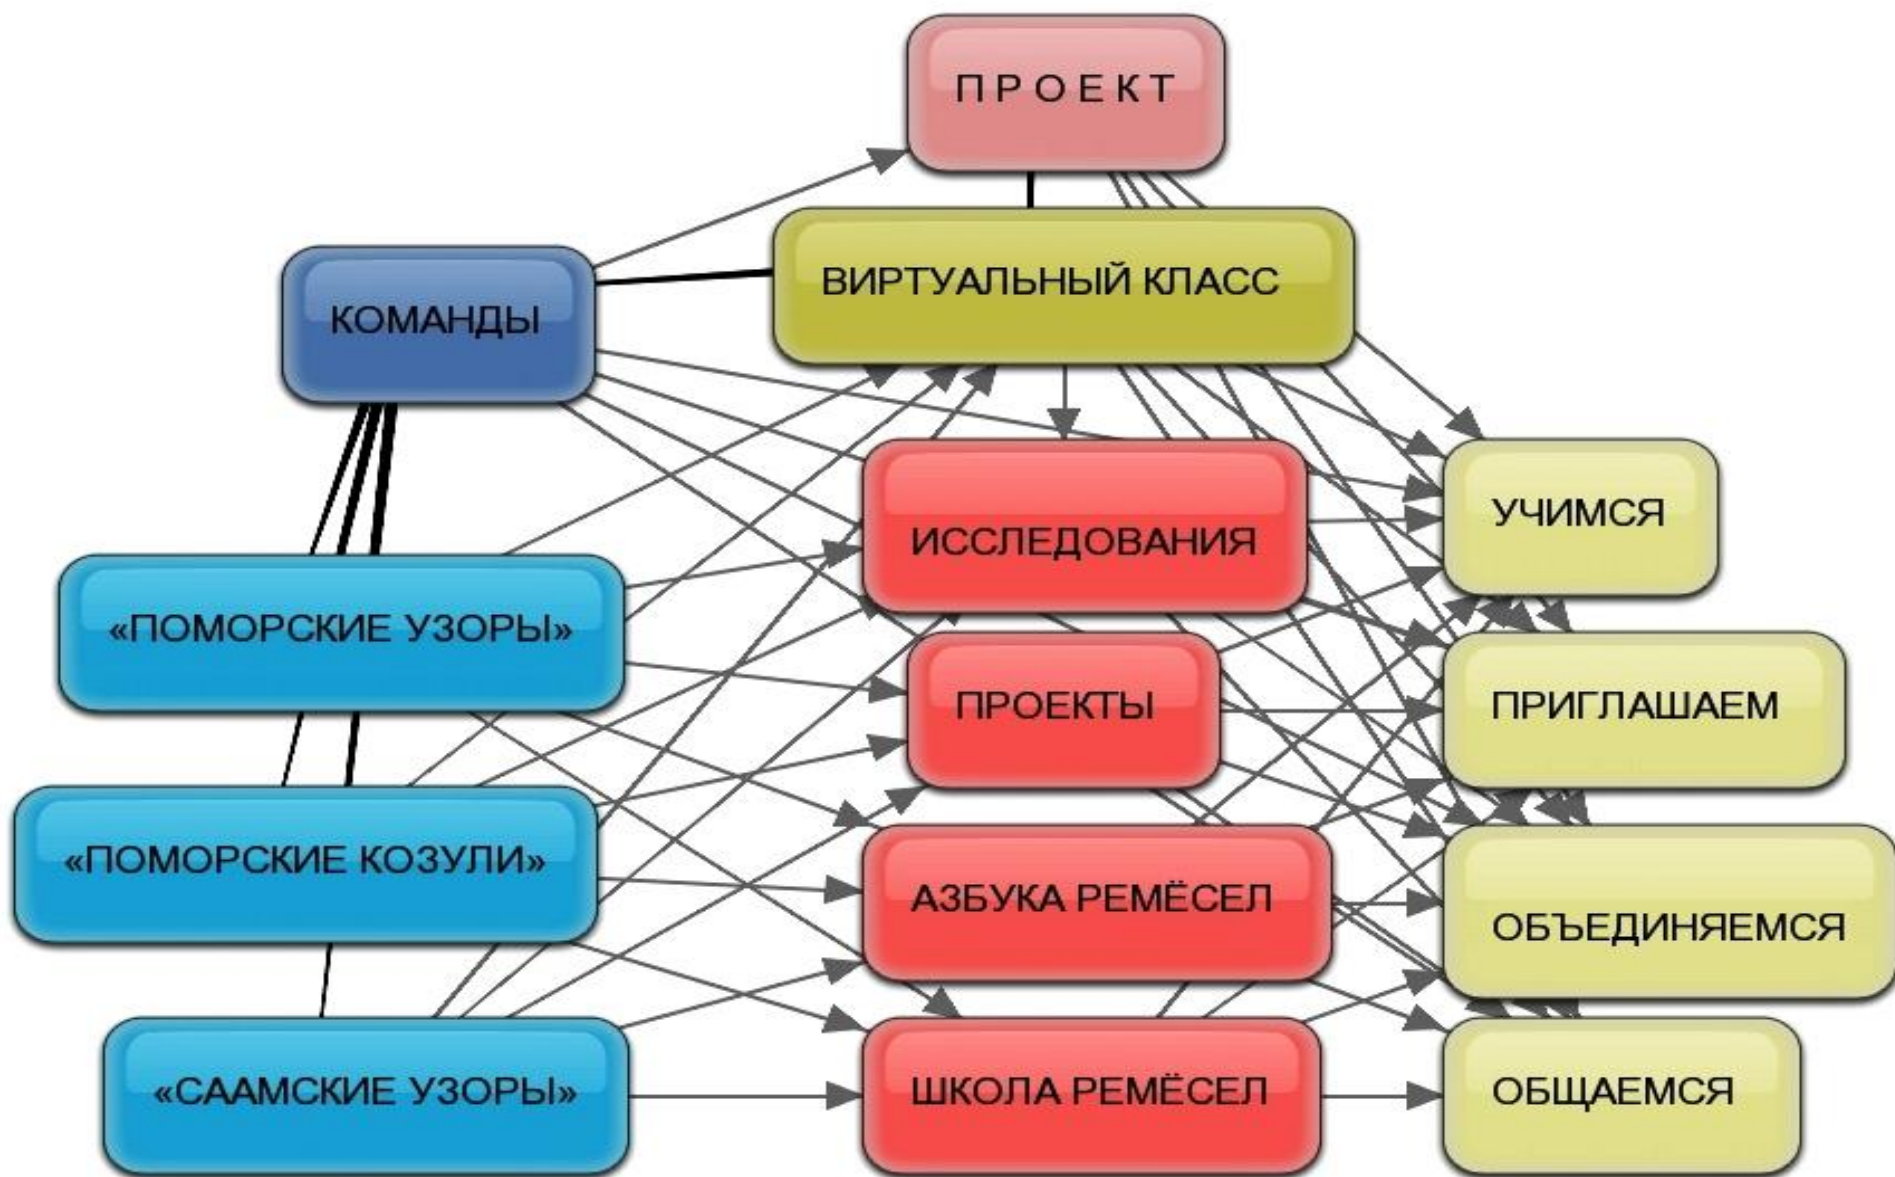 П Р О Е К Т
ВИРТУАЛЬНЫЙ КЛАСС
КОМАНДЫ
«ПОМОРСКИЕ УЗОРЫ»
«ПОМОРСКИЕ КОЗУЛИ»
«СААМСКИЕ УЗОРЫ»
ИССЛЕДОВАНИЯ
ПРОЕКТЫ
АЗБУКА РЕМЁСЕЛ
ШКОЛА РЕМЁСЕЛ
УЧИМСЯ
ПРИГЛАШАЕМ
ОБЪЕДИНЯЕМСЯ
ОБЩАЕМСЯ